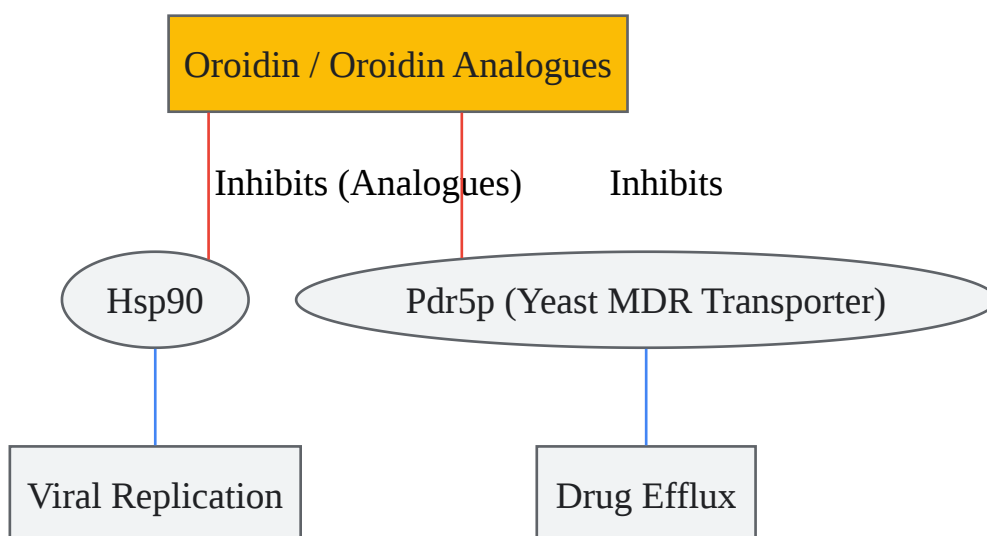 Oroidin / Oroidin Analogues
Inhibits (Analogues)
Inhibits
Hsp90
Pdr5p (Yeast MDR Transporter)
Viral Replication
Drug Efflux